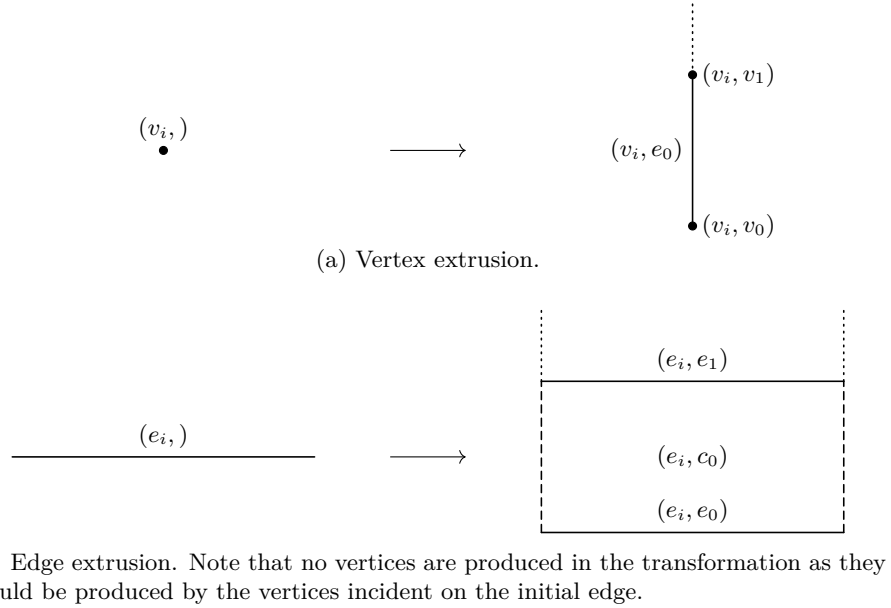 (v_i, v_1)
(v_i, )
(v_i, e_0)
(v_i, v_0)
(a) Vertex extrusion.
(e_i, e_1)
(e_i, )
(e_i, c_0)
(e_i, e_0)
Edge extrusion. Note that no vertices are produced in the transformation as they
be produced by the vertices incident on the initial edge.